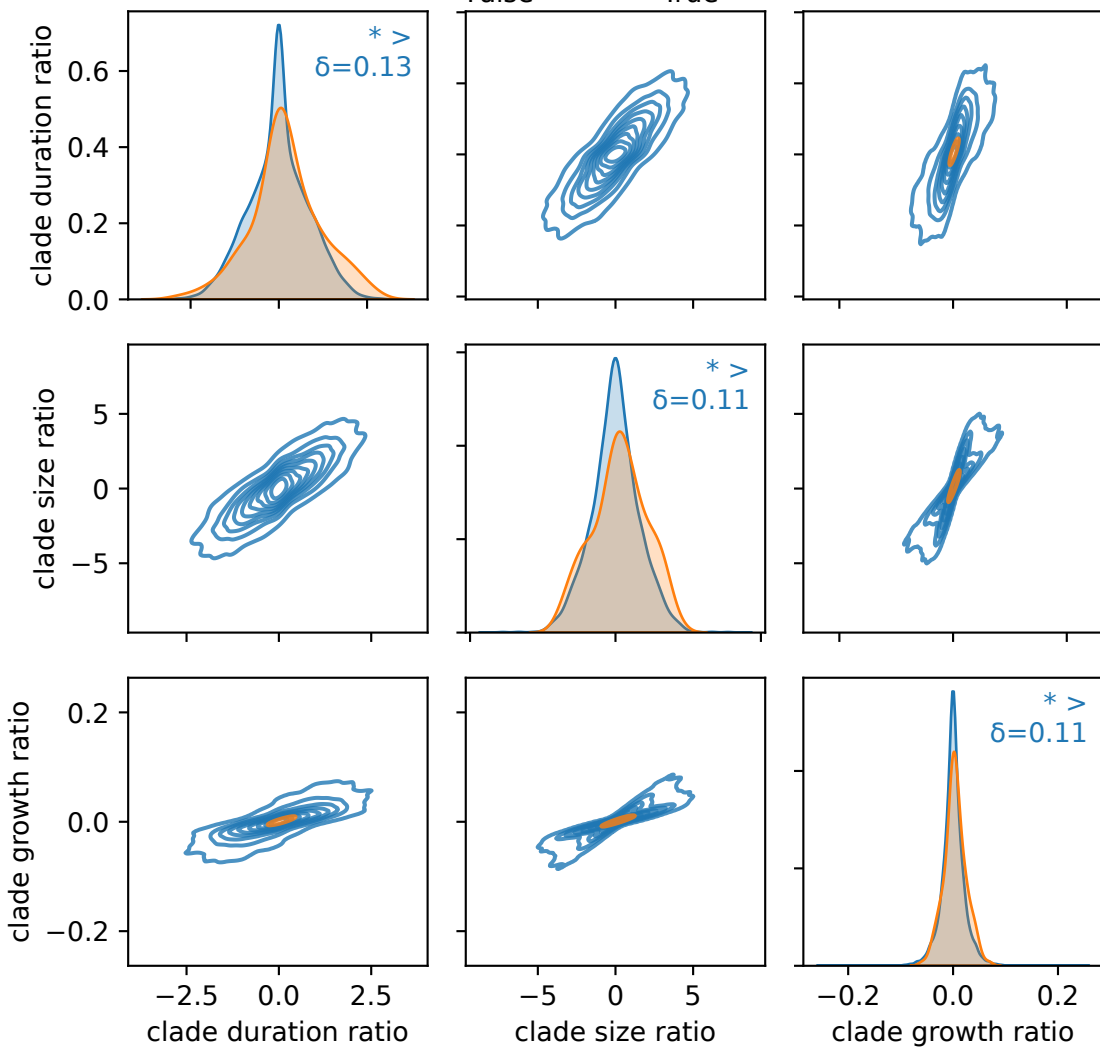 clade duration ratio
0.6
0.4
0.2
0.0
* >
δ=0.13
clade size ratio
5
0
−5
* >
δ=0.11
clade growth ratio
0.2
0.0
−0.2
* >
δ=0.11
−2.5 0.0 2.5
−5 0 5
−0.2 0.0 0.2
clade duration ratio
clade size ratio
clade growth ratio